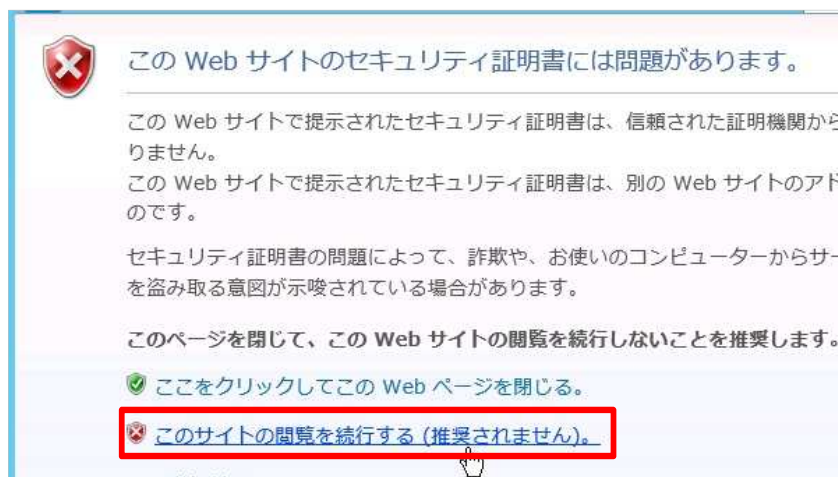 この Web サイトのセキュリティ証明書には問題があります。
この Web サイトで提示されたセキュリティ証明書は、信頼された証明機関から
りません。
この Web サイトで提示されたセキュリティ証明書は、別の Web サイトのアド
のです。
セキュリティ証明書の問題によって、詐欺や、お使いのコンピューターからサー
を盗み取る意図が示唆されている場合があります。
このページを閉じて、この Web サイトの閲覧を続行しないことを推奨します。
ここをクリックしてこの Web ページを閉じる。
このサイトの閲覧を続行する (推奨されません)。